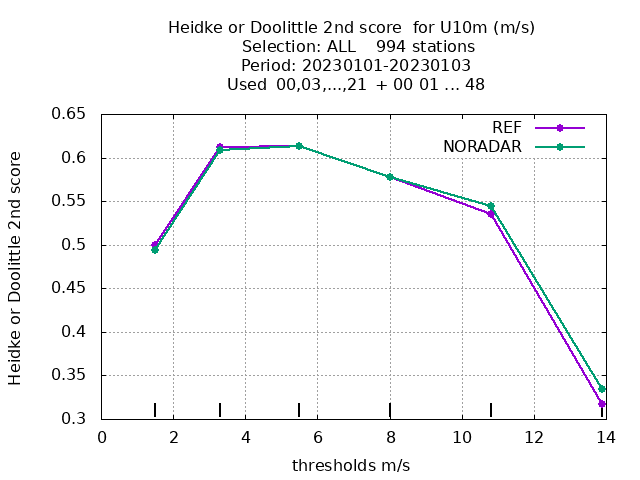 Heidke or Doolittle 2nd score  for U10m (m/s)
Selection: ALL    994 stations
Period: 20230101-20230103
Used  00,03,...,21  + 00 01 ... 48
REF
NORADAR
Heidke or Doolittle 2nd score
0.65
0.6
0.55
0.5
0.45
0.4
0.35
0.3
0 2 4 6 8 10 12 14
thresholds m/s